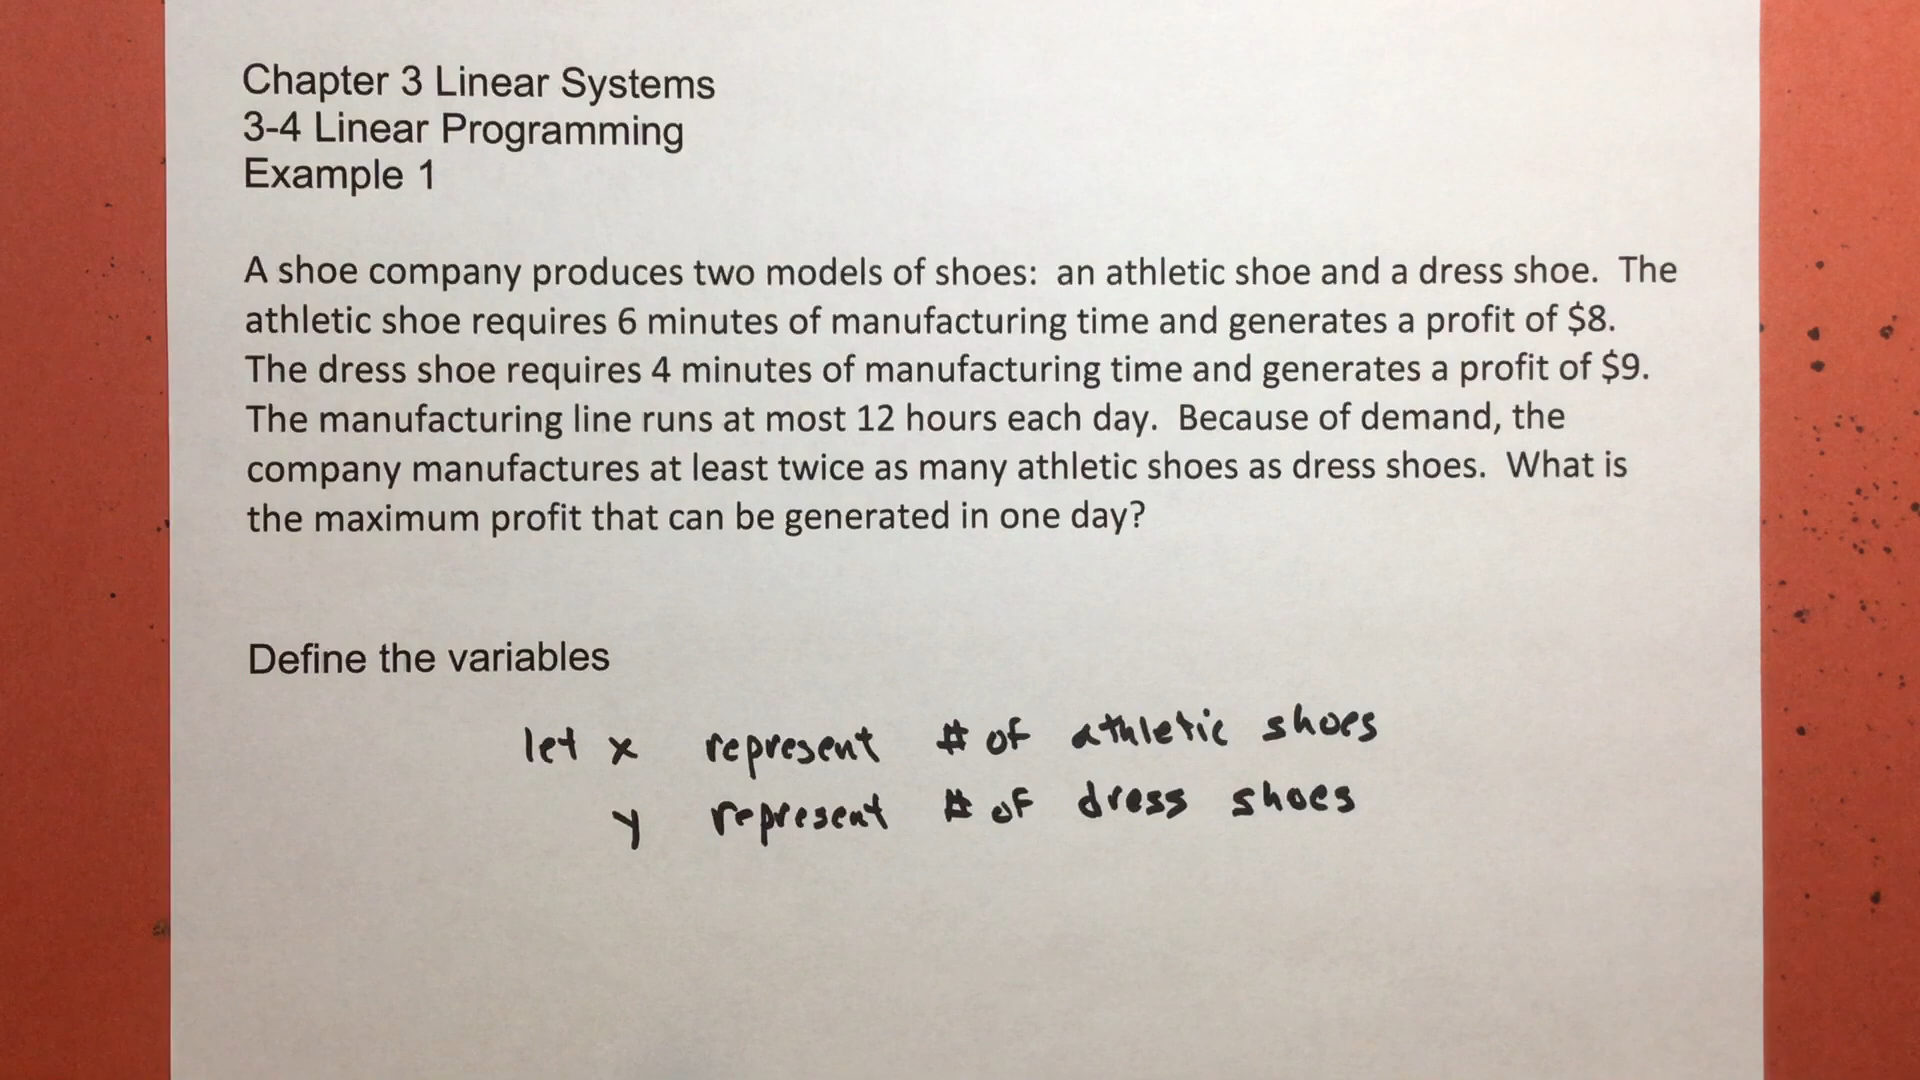 Chapter 3 Linear Systems
3-4 Linear Programming
Example 1
A shoe company produces two models of shoes: an athletic shoe and a dress shoe. The
athletic shoe requires 6 minutes of manufacturing time and generates a profit of $8.
The dress shoe requires 4 minutes of manufacturing time and generates a profit of $9.
The manufacturing line runs at most 12 hours each day. Because of demand, the
company manufactures at least twice as many athletic shoes as dress shoes. What is
the maximum profit that can be generated in one day?
Define the variables
let x represent # of athletic shoes
y represent # of dress shoes